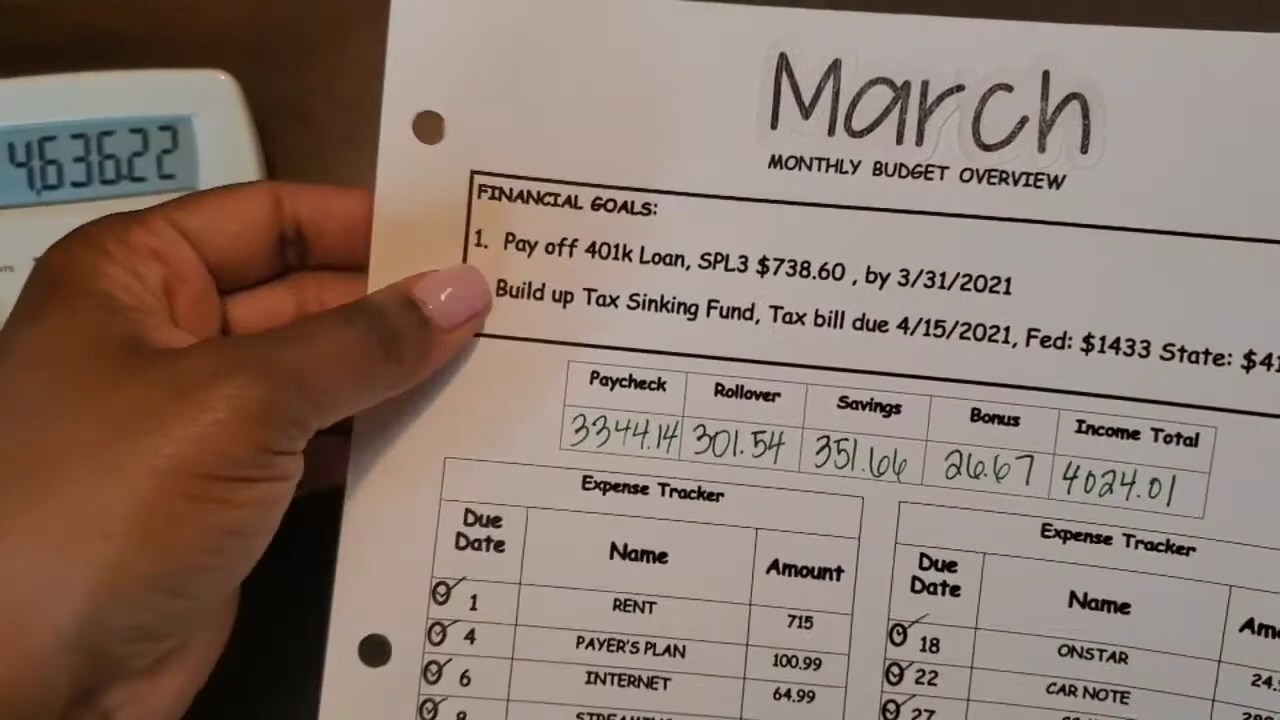 4,636.22
March
MONTHLY BUDGET OVERVIEW
FINANCIAL GOALS:
1. Pay off 401k Loan, SPL3 $738.60 , by 3/31/2021
Build up Tax Sinking Fund, Tax bill due 4/15/2021, Fed: $1433 State:
Paycheck Rollover Savings Bonus Income Total
3344.14 301.54 351.66 26.67 4024.01
Expense Tracker
Due Date Name Amount
1 RENT 715
4 PAYER'S PLAN 100.99
6 INTERNET 64.99
Expense Tracker
Due Date Name
18 ONSTAR
22 CAR NOTE
27